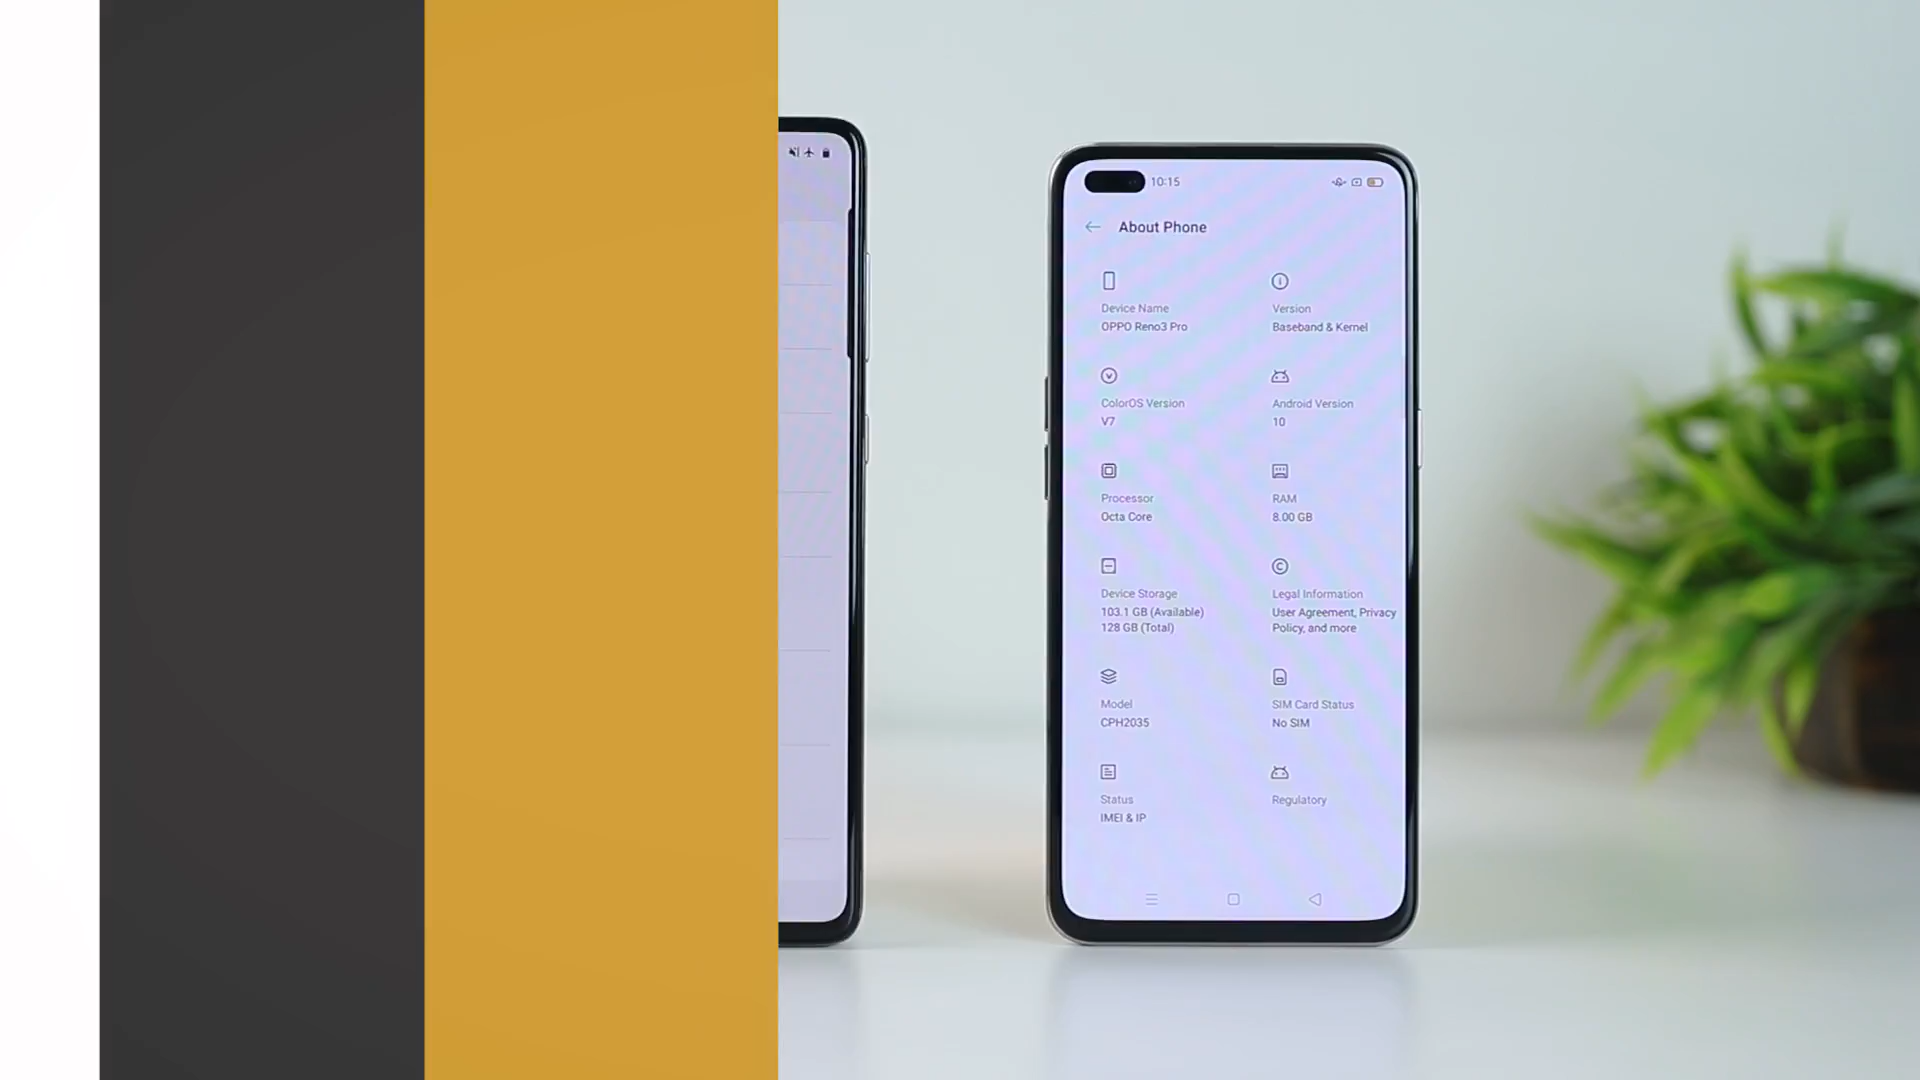 10:15
About Phone
Device Name
OPPO Reno3 Pro
Version
Baseband & Kernel
ColorOS Version
V7
Android Version
10
Processor
Octa Core
RAM
8.00 GB
Device Storage
103.1 GB (Available)
128 GB (Total)
Legal Information
User Agreement, Privacy
Policy, and more
Model
CPH2035
SIM Card Status
No SIM
Status
IMEI & IP
Regulatory